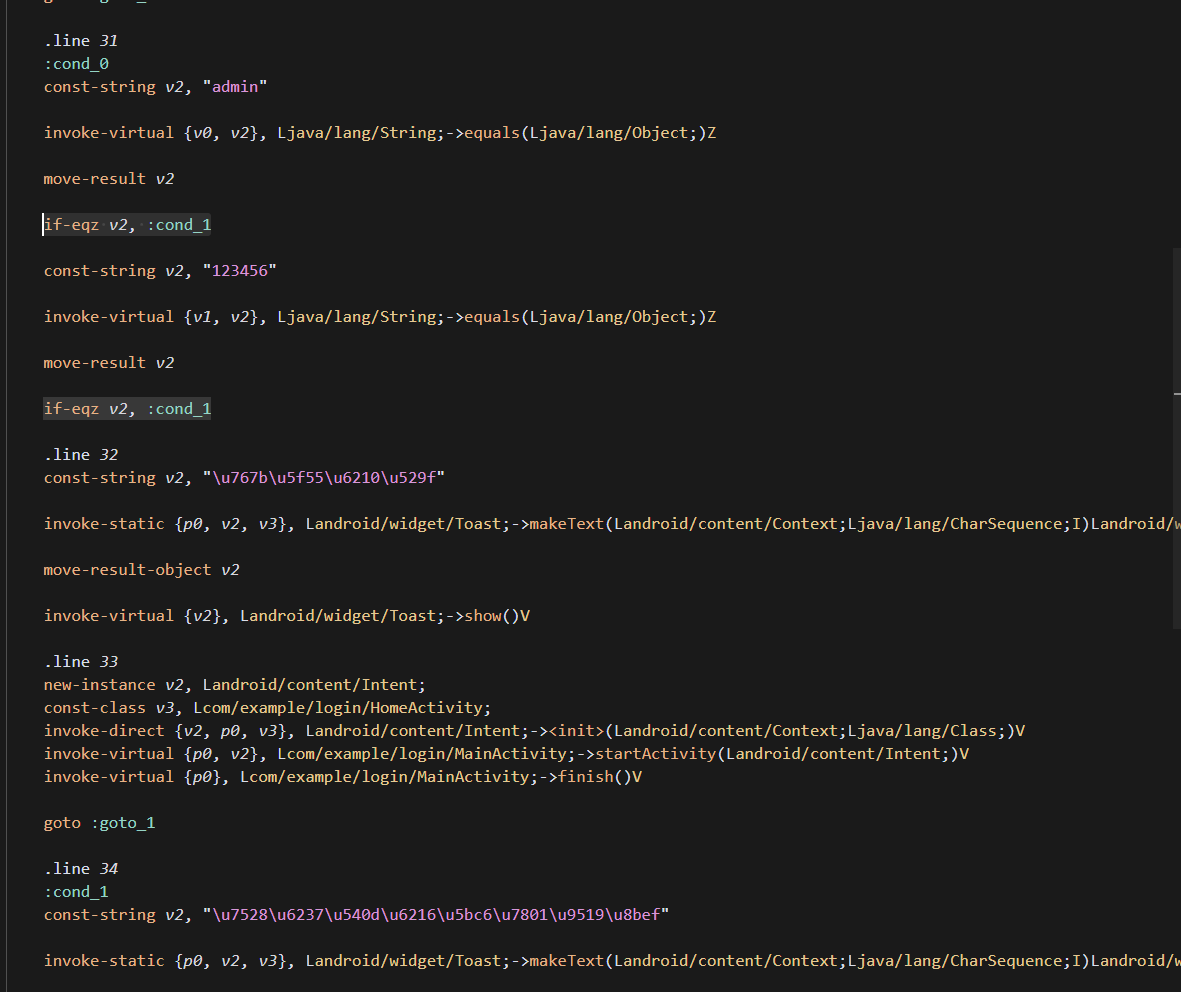 .line 31
:cond_0
const-string v2, "admin"
invoke-virtual {v0, v2}, Ljava/lang/String;->equals(Ljava/lang/Object;)Z
move-result v2
if-eqz v2, :cond_1
const-string v2, "123456"
invoke-virtual {v1, v2}, Ljava/lang/String;->equals(Ljava/lang/Object;)Z
move-result v2
if-eqz v2, :cond_1
.line 32
const-string v2, "\u767b\u5f55\u6210\u529f"
invoke-static {p0, v2, v3}, Landroid/widget/Toast;->makeText(Landroid/content/Context;Ljava/lang/CharSequence;I)Landroid/w
move-result-object v2
invoke-virtual {v2}, Landroid/widget/Toast;->show()V
.line 33
new-instance v2, Landroid/content/Intent;
const-class v3, Lcom/example/login/HomeActivity;
invoke-direct {v2, p0, v3}, Landroid/content/Intent;-><init>(Landroid/content/Context;Ljava/lang/Class;)V
invoke-virtual {p0, v2}, Lcom/example/login/MainActivity;->startActivity(Landroid/content/Intent;)V
invoke-virtual {p0}, Lcom/example/login/MainActivity;->finish()V
goto :goto_1
.line 34
:cond_1
const-string v2, "\u7528\u6237\u540d\u6216\u5bc6\u7801\u9519\u8bef"
invoke-static {p0, v2, v3}, Landroid/widget/Toast;->makeText(Landroid/content/Context;Ljava/lang/CharSequence;I)Landroid/w